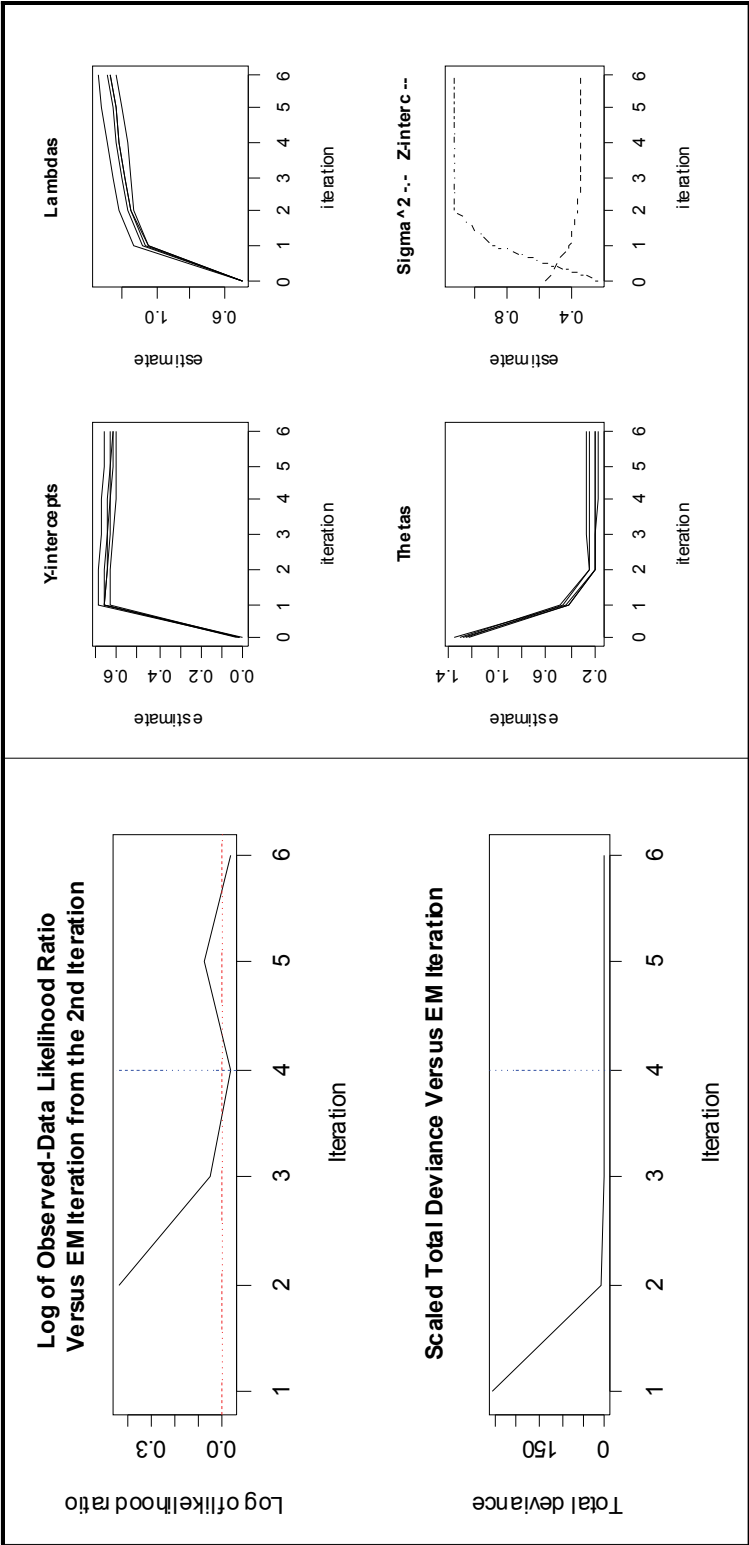 Log of Observed-Data Likelihood Ratio
Versus EM Iteration from the 2nd Iteration
Log of likelihood ratio
0.0 0.3
1 2 3 4 5 6
Iteration
Scaled Total Deviance Versus EM Iteration
Total deviance
0 150
1 2 3 4 5 6
Iteration
Y-intercepts
estimate
0.0 0.2 0.4 0.6
0 1 2 3 4 5 6
iteration
Lambdas
estimate
0.6 1.0
0 1 2 3 4 5 6
iteration
Thetas
estimate
0.2 0.6 1.0 1.4
0 1 2 3 4 5 6
iteration
Sigma^2 -.- Z-interc --
estimate
0.4 0.8
0 1 2 3 4 5 6
iteration